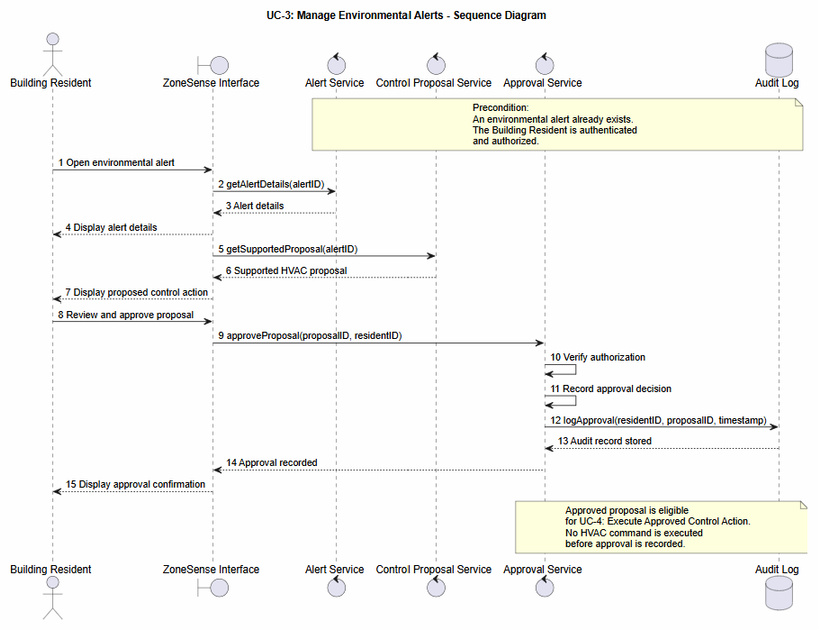 UC-3: Manage Environmental Alerts - Sequence Diagram
Building Resident
ZoneSense Interface
Alert Service
Control Proposal Service
Approval Service
Audit Log
Precondition:
An environmental alert already exists.
The Building Resident is authenticated
and authorized.
1 Open environmental alert
2 getAlertDetails(alertID)
3 Alert details
4 Display alert details
5 getSupportedProposal(alertID)
6 Supported HVAC proposal
7 Display proposed control action
8 Review and approve proposal
9 approveProposal(proposalID, residentID)
10 Verify authorization
11 Record approval decision
12 logApproval(residentID, proposalID, timestamp)
13 Audit record stored
14 Approval recorded
15 Display approval confirmation
Approved proposal is eligible
for UC-4: Execute Approved Control Action.
No HVAC command is executed
before approval is recorded.
Building Resident
ZoneSense Interface
Alert Service
Control Proposal Service
Approval Service
Audit Log